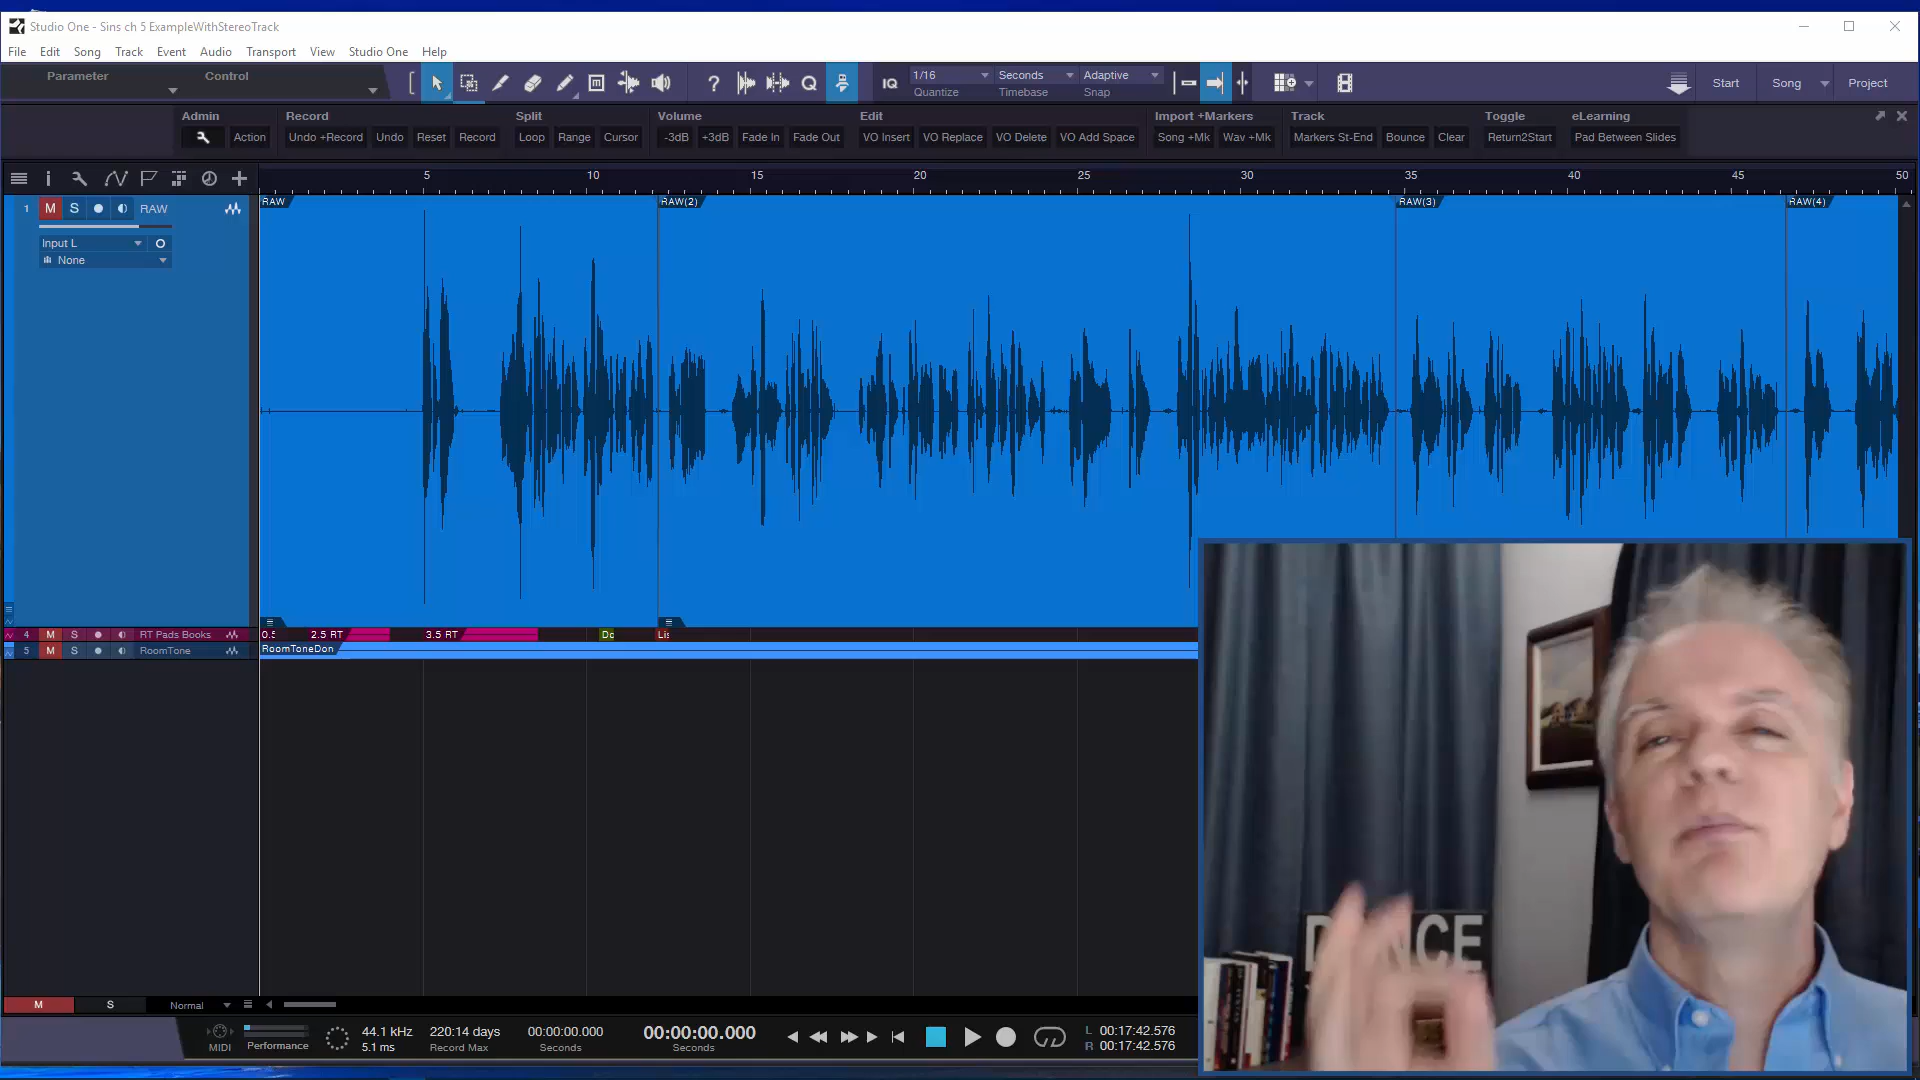 Studio One - Sins ch 5 ExampleWithStereoTrack
File Edit Song Track Event Audio Transport View Studio One Help
Parameter Control
? Q IQ 1/16 Seconds Adaptive Start Song Project
Quantize Timebase Snap
Admin Record Split Volume Edit Import +Markers Track Toggle eLearning
Action Undo +Record Undo Reset Record Loop Range Cursor -3dB +3dB Fade In Fade Out VO Insert VO Replace VO Delete VO Add Space Song +Mk Wav +Mk Markers St-End Bounce Clear Return2Start Pad Between Slides
5 10 15 20 25 30 35 40 45 50
1 M S RAW RAW RAW(2) RAW(3) RAW(4)
Input L
None
4 M S RT Pads Books 0.5 2.5 RT 3.5 RT Do Lis
5 M S RoomTone RoomToneDon
D NCE
M S Normal
44.1 kHz 220:14 days 00:00:00.000 00:00:00.000 L 00:17:42.576
MIDI Performance 5.1 ms Record Max Seconds Seconds R 00:17:42.576